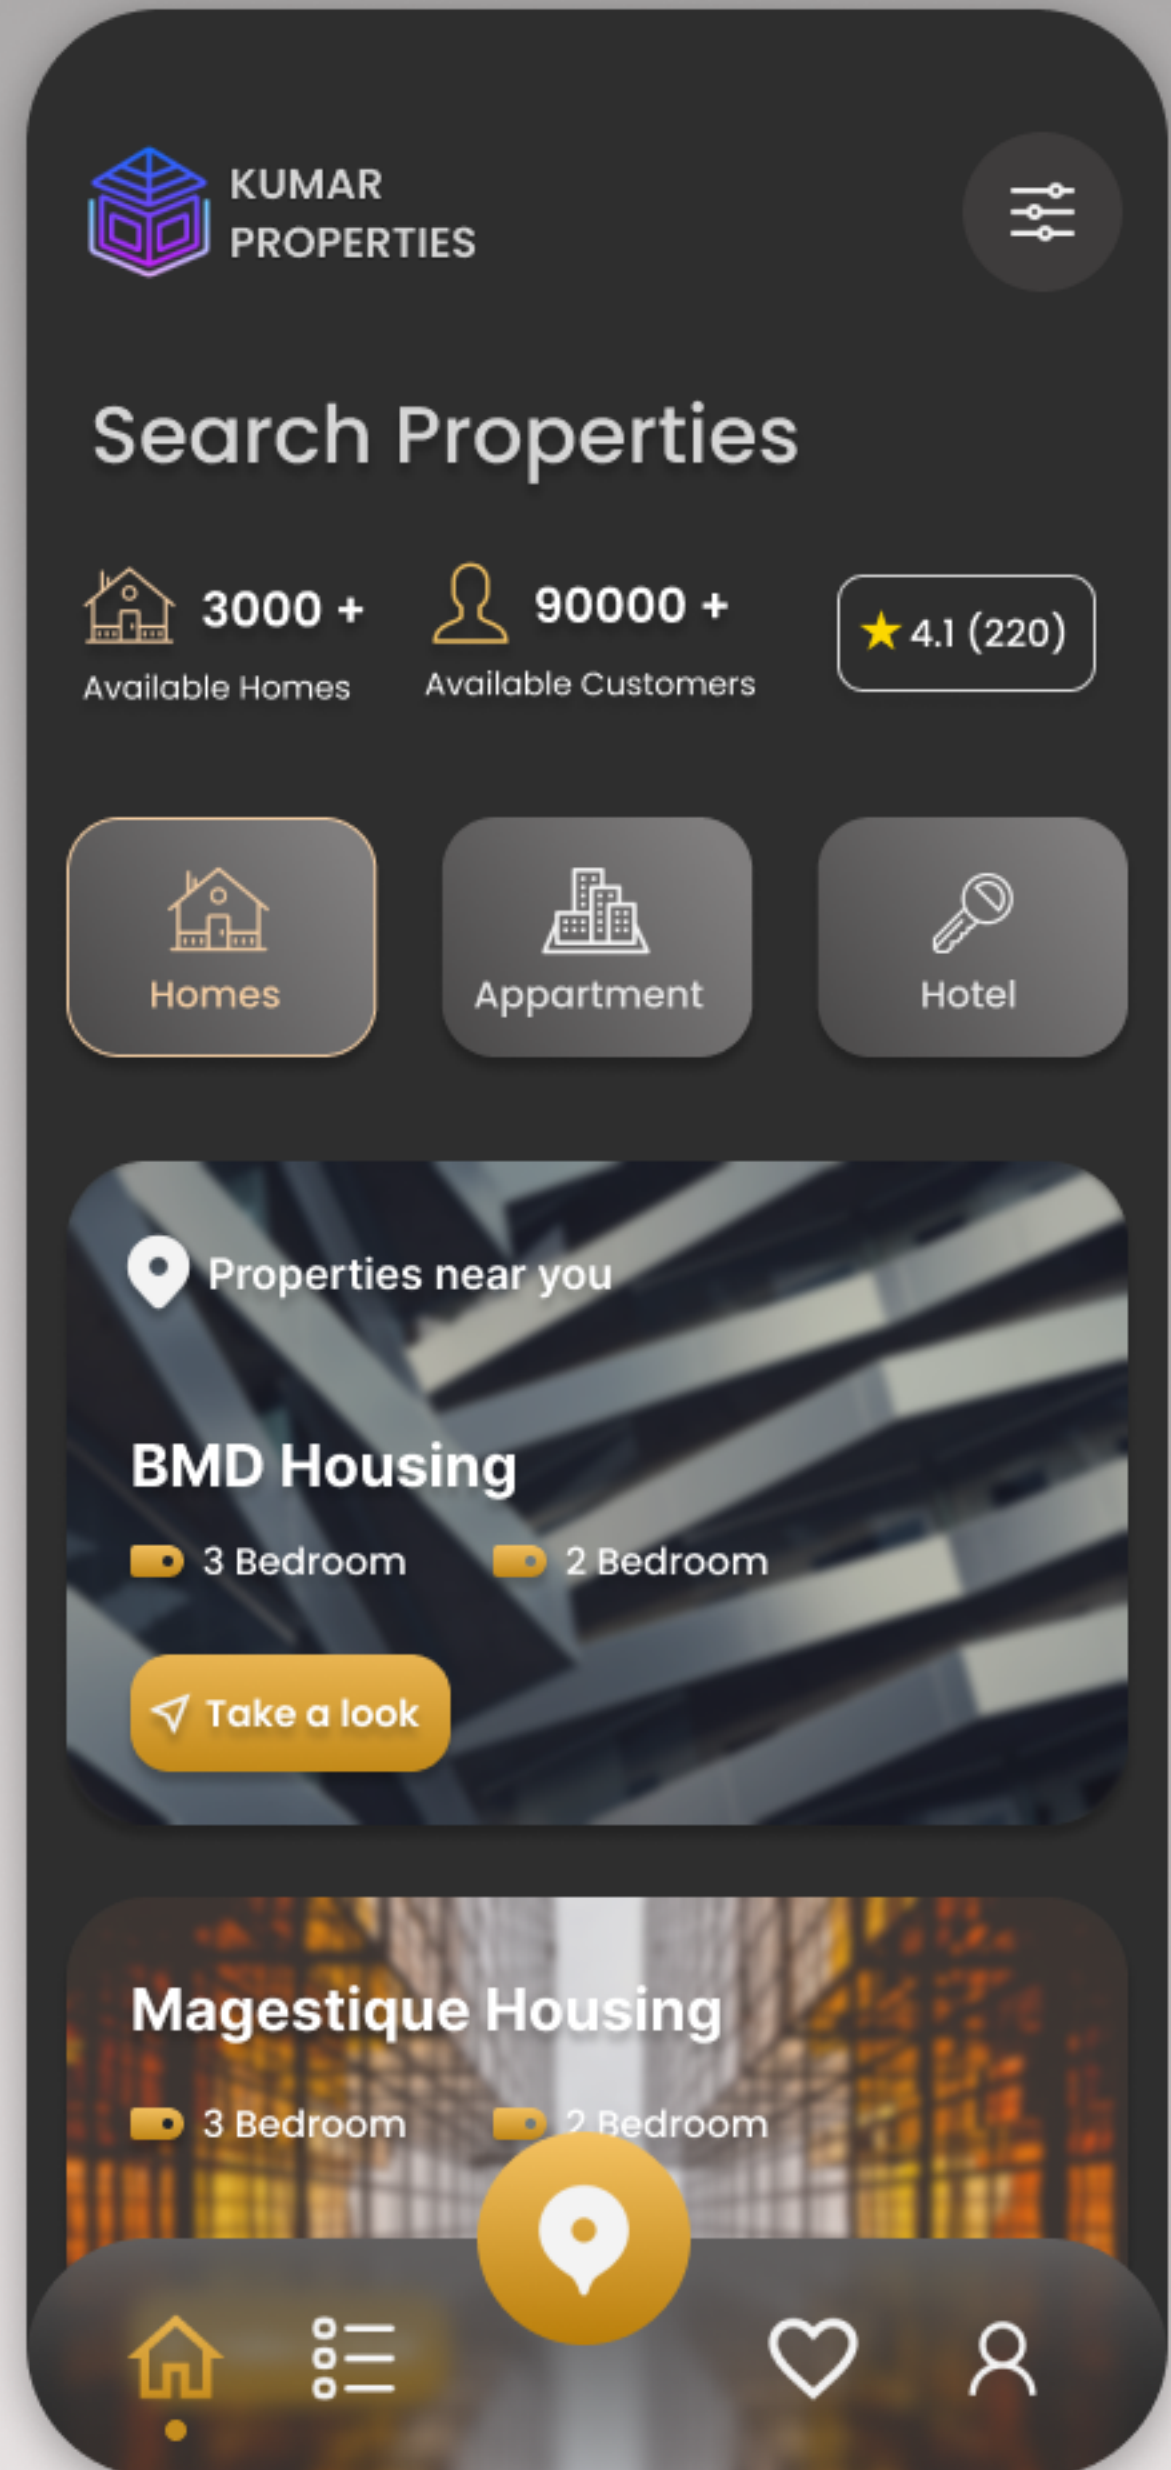 KUMAR
PROPERTIES
Search Properties
3000 +
90000 +
Available Homes
Available Customers
4.1 (220)
Homes
Appartment
Hotel
Properties near you
BMD Housing
3 Bedroom
2 Bedroom
Take a look
Magestique Housing
3 Bedroom
2 Bedroom